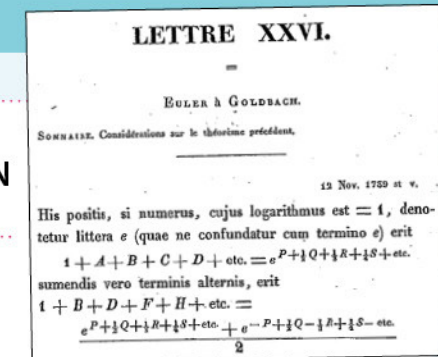 LETTRE XXVI.
EULER à GOLDBACH.
SOMMAIRE. Considérations sur le théorème précédent.
N
12 Nov. 1739 st v.
His positis, si numerus, cujus logarithmus est = 1, deno-
tetur littera e (quae ne confundatur cum termino e) erit
1 + A + B + C + D + etc. = e^{P+½Q+⅓R+¼S+etc.}
sumendis vero terminis alternis, erit
1 + B + D + F + H + etc. =
e^{P+½Q+⅓R+¼S+etc.} + e^{−P+½Q−⅓R+¼S−etc.}
2